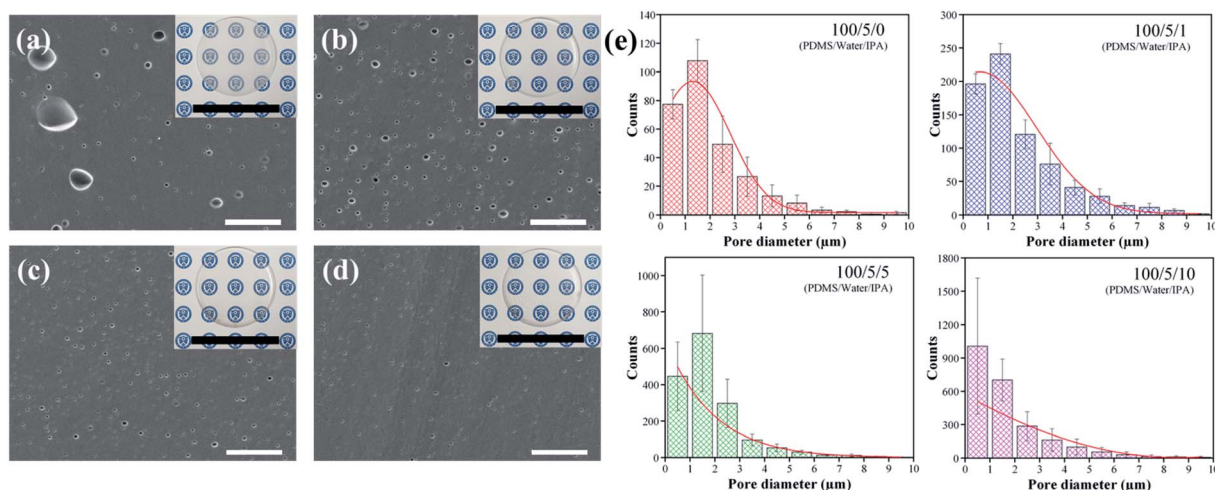 (a)
(b)
(c)
(d)
(e)
100/5/0
(PDMS/Water/IPA)
Counts
140
120
100
80
60
40
20
0
0 1 2 3 4 5 6 7 8 9 10
Pore diameter (μm)
100/5/1
(PDMS/Water/IPA)
Counts
300
250
200
150
100
50
0
0 1 2 3 4 5 6 7 8 9 10
Pore diameter (μm)
100/5/5
(PDMS/Water/IPA)
Counts
1000
800
600
400
200
0
0 1 2 3 4 5 6 7 8 9 10
Pore diameter (μm)
100/5/10
(PDMS/Water/IPA)
Counts
1800
1500
1200
900
600
300
0
0 1 2 3 4 5 6 7 8 9 10
Pore diameter (μm)